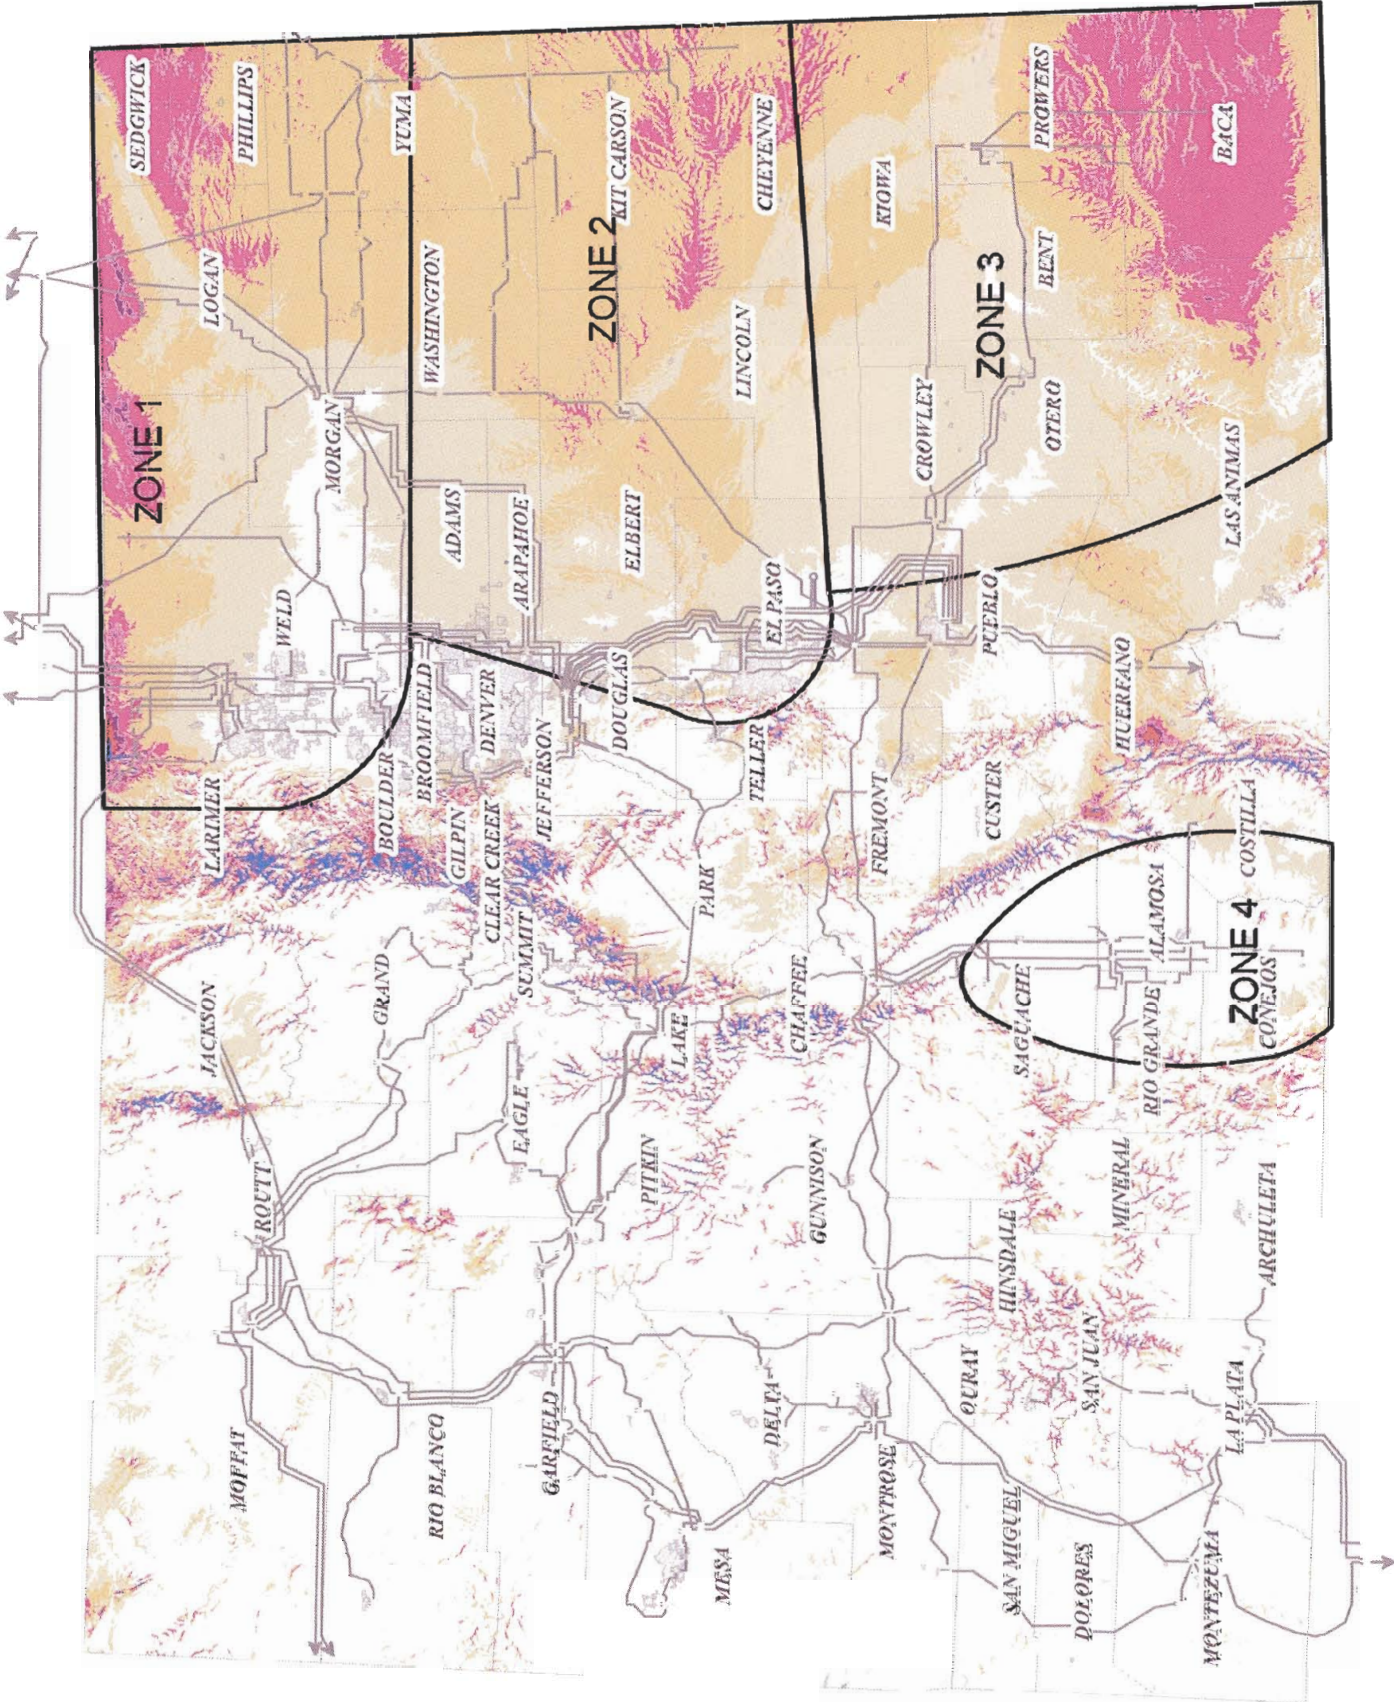 SEDGWICK
PHILLIPS
YUMA
KIT CARSON
CHEYENNE
PROWERS
BACA
LOGAN
WASHINGTON
ZONE 2
LINCOLN
KIOWA
ZONE 3
BENT
ZONE 1
MORGAN
ADAMS
ARAPAHOE
ELBERT
CROWLEY
OTERO
LAS ANIMAS
WELD
EL PASO
PUEBLO
HUERFANO
BROOMFIELD
DENVER
DOUGLAS
TELLER
LARIMER
BOULDER
GILPIN
CLEAR CREEK
JEFFERSON
FREMONT
CUSTER
COSTILLA
SUMMIT
PARK
CHAFFEE
ALAMOSA
ZONE 4
JACKSON
GRAND
LAKE
SAGUACHE
RIO GRANDE
CONEJOS
ROUTT
EAGLE
PITKIN
GUNNISON
HINSDALE
MINERAL
ARCHULETA
MOFFAT
RIO BLANCO
GARFIELD
DELTA
OURAY
SAN JUAN
LA PLATA
MESA
MONTROSE
SAN MIGUEL
DOLORES
MONTEZUMA